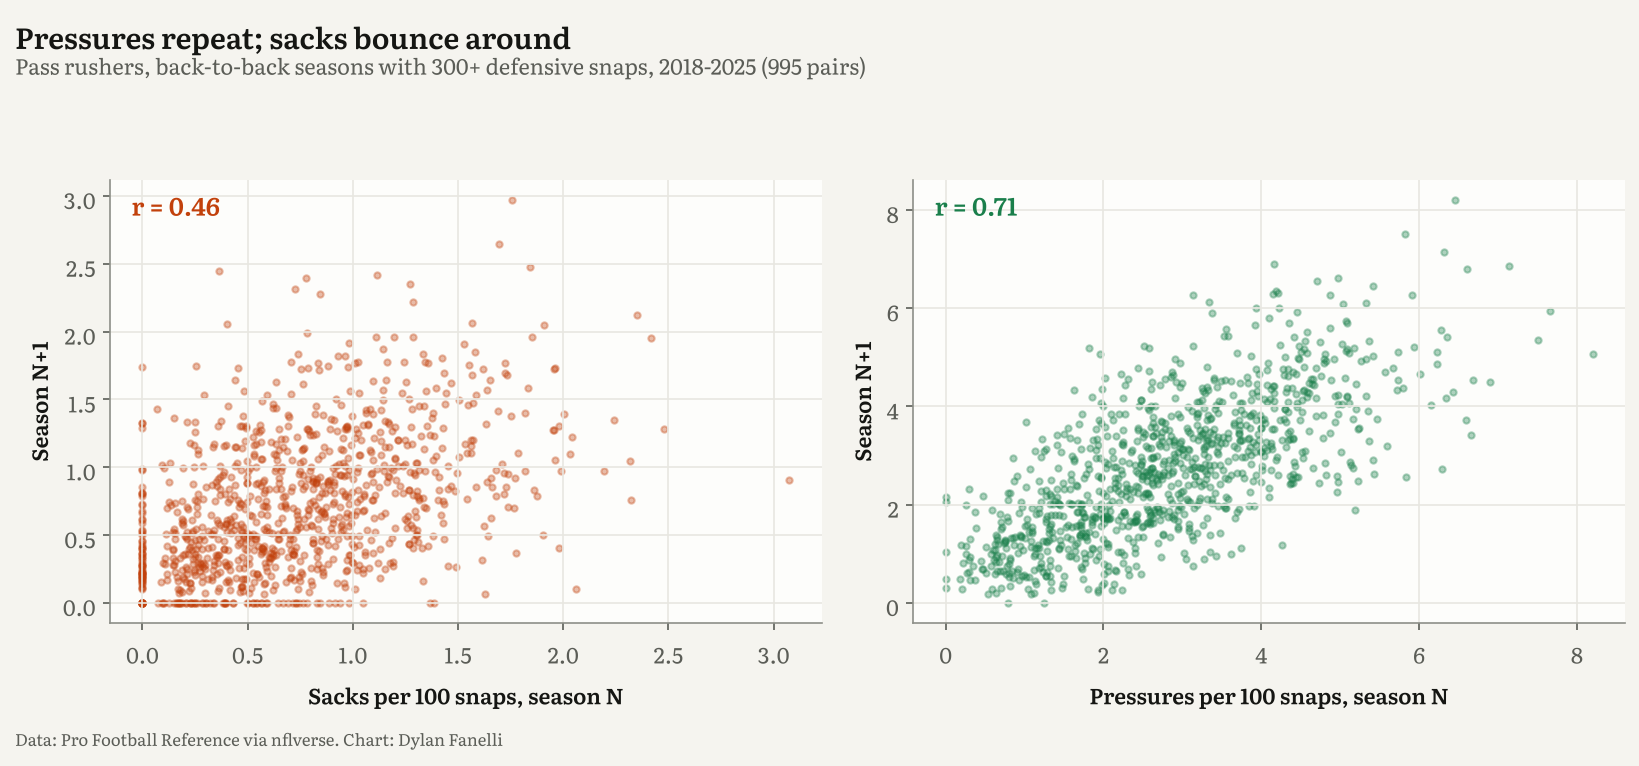 Pressures repeat; sacks bounce around
Pass rushers, back-to-back seasons with 300+ defensive snaps, 2018-2025 (995 pairs)
r = 0.46
3.0
2.5
2.0
1.5
1.0
0.5
0.0
Season N+1
0.0 0.5 1.0 1.5 2.0 2.5 3.0
Sacks per 100 snaps, season N
r = 0.71
8
6
4
2
0
Season N+1
0 2 4 6 8
Pressures per 100 snaps, season N
Data: Pro Football Reference via nflverse. Chart: Dylan Fanelli